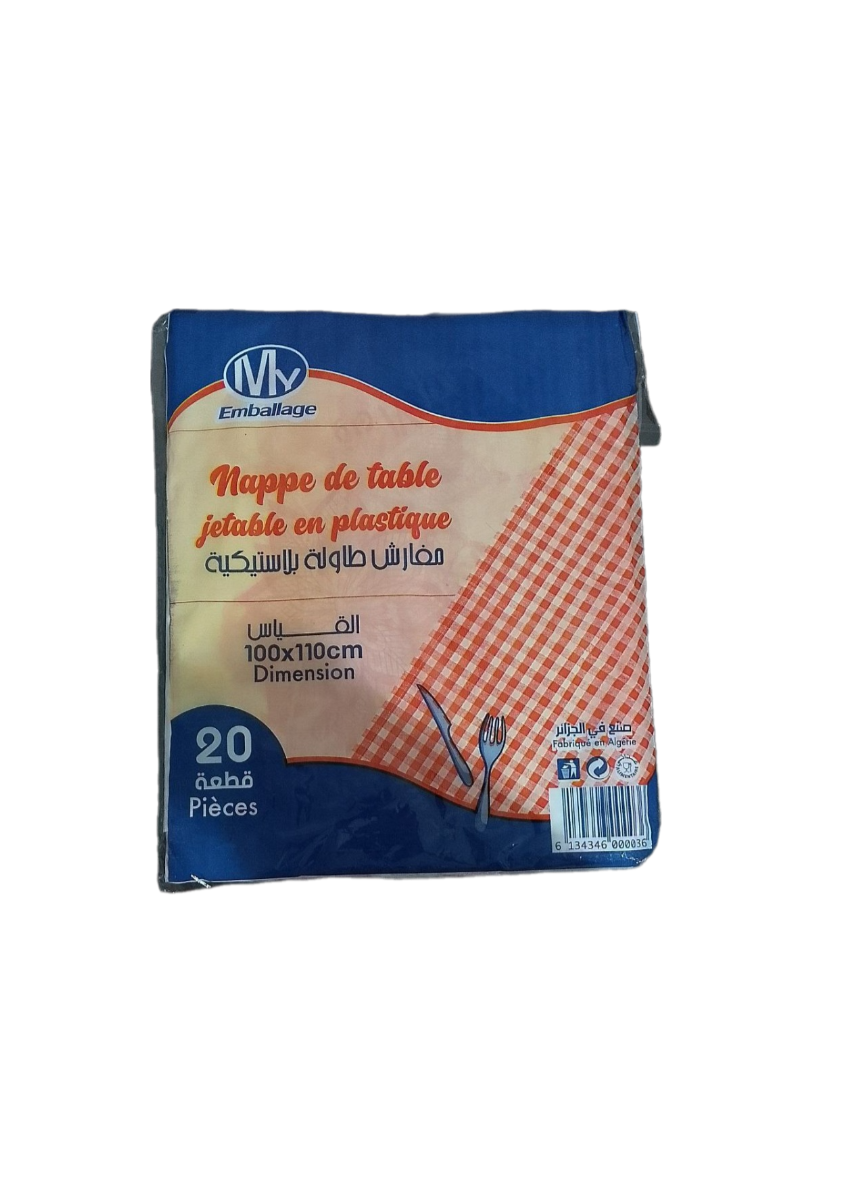 My
Emballage
Nappe de table
jetable en plastique
مفارش طاولة بلاستيكية
القـــــياس
100x110cm
Dimension
20
قطعة
Pièces
صنع في الجزائر
Fabriqué en Algérie
6 134346 000036